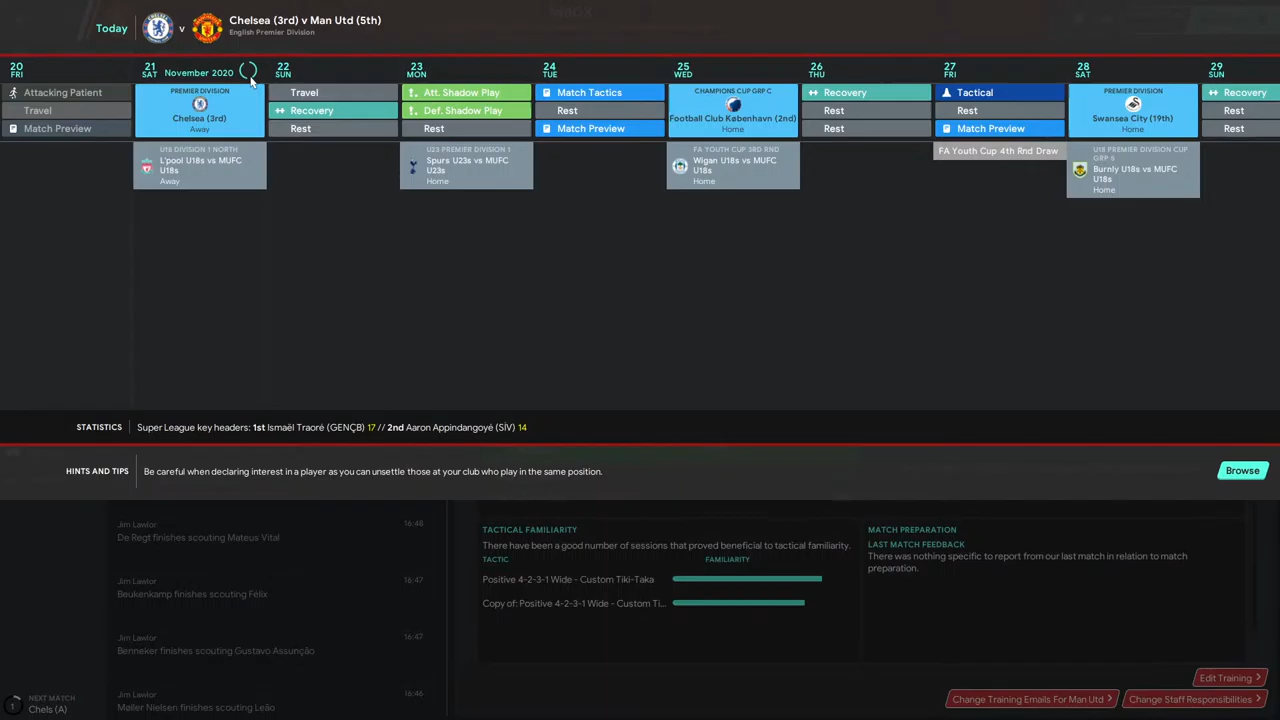 Today
Chelsea (3rd) v Man Utd (5th)
English Premier Division
v
20 FRI
21 SAT November 2020
22 SUN
23 MON
24 TUE
25 WED
26 THU
27 FRI
28 SAT
29 SUN
Attacking Patient
Travel
Match Preview
PREMIER DIVISION
Chelsea (3rd)
Away
U18 DIVISION 1 NORTH
L'pool U18s vs MUFC
U18s
Away
Travel
Recovery
Rest
Att. Shadow Play
Def. Shadow Play
Rest
U23 PREMIER DIVISION 1
Spurs U23s vs MUFC
U23s
Home
Match Tactics
Rest
Match Preview
CHAMPIONS CUP GRP C
Football Club København (2nd)
Home
FA YOUTH CUP 3RD RND
Wigan U18s vs MUFC
U18s
Home
Recovery
Rest
Rest
Tactical
Rest
Match Preview
FA Youth Cup 4th Rnd Draw
PREMIER DIVISION
Swansea City (19th)
Home
U18 PREMIER DIVISION CUP
GRP 6
Burnly U18s vs MUFC
U18s
Home
Recovery
Rest
Rest
STATISTICS
Super League key headers: 1st Ismaël Traoré (GENÇB) 17 // 2nd Aaron Appindangoyé (SİV) 14
HINTS AND TIPS
Be careful when declaring interest in a player as you can unsettle those at your club who play in the same position.
Browse
Jim Lawlor 16:48
De Regt finishes scouting Mateus Vital
Jim Lawlor 16:47
Beukenkamp finishes scouting Félix
Jim Lawlor 16:47
Benneker finishes scouting Gustavo Assunção
Jim Lawlor 16:46
Møller Nielsen finishes scouting Leão
TACTICAL FAMILIARITY
There have been a good number of sessions that proved beneficial to tactical familiarity.
TACTIC FAMILIARITY
Positive 4-2-3-1 Wide - Custom Tiki-Taka
Copy of: Positive 4-2-3-1 Wide - Custom Ti...
MATCH PREPARATION
LAST MATCH FEEDBACK
There was nothing specific to report from our last match in relation to match
preparation.
Edit Training
Change Training Emails For Man Utd
Change Staff Responsibilities
1
NEXT MATCH
Chels (A)